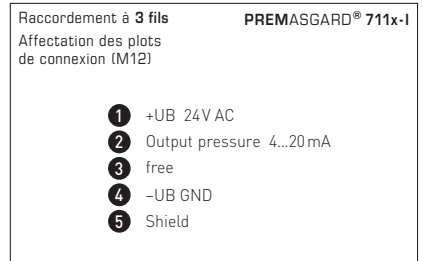 Raccordement à 3 fils
PREMASGARD® 711x-I
Affectation des plots
de connexion (M12)
1 +UB 24V AC
2 Output pressure 4...20 mA
3 free
4 –UB GND
5 Shield